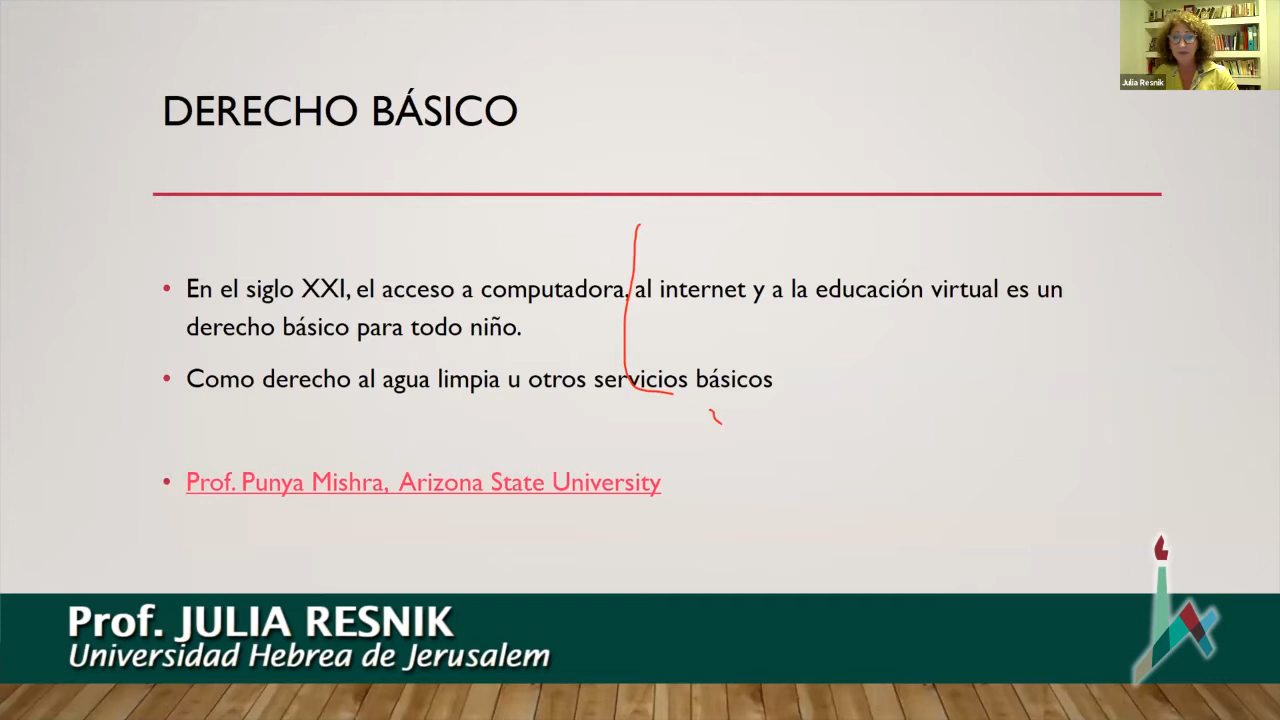 Julia Resnik
DERECHO BÁSICO
• En el siglo XXI, el acceso a computadora, al internet y a la educación virtual es un
derecho básico para todo niño.
• Como derecho al agua limpia u otros servicios básicos
• Prof. Punya Mishra, Arizona State University
Prof. JULIA RESNIK
Universidad Hebrea de Jerusalem